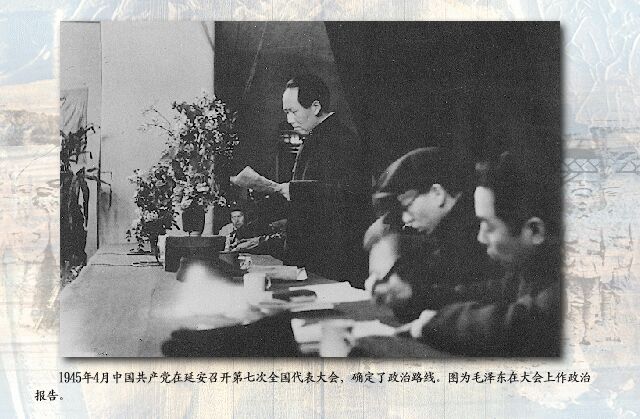 1945年4月中国共产党在延安召开第七次全国代表大会，确定了政治路线。图为毛泽东在大会上作政治
报告。